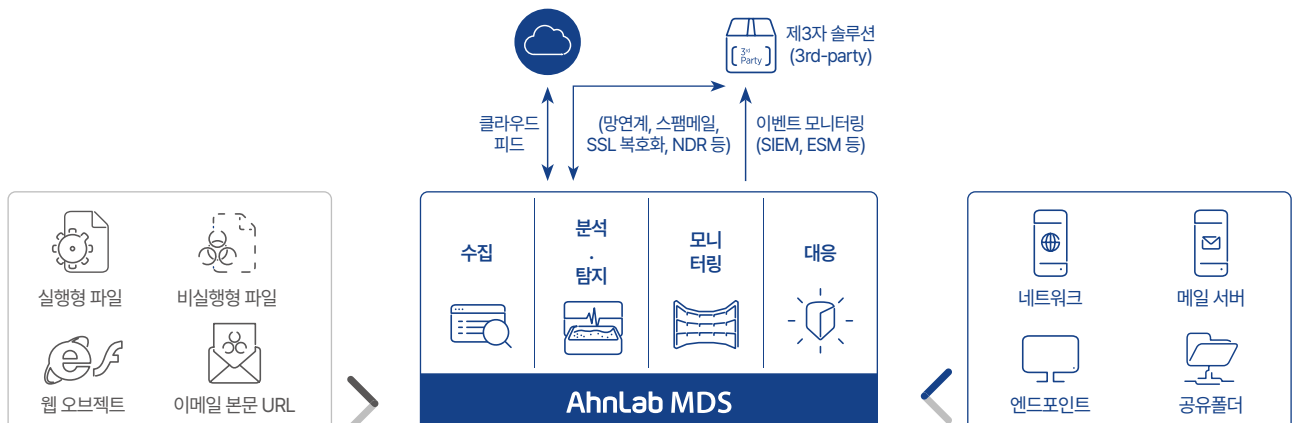 제3자 솔루션
(3rd-party)
3rd
Party
클라우드
피드
(망연계, 스팸메일,
SSL 복호화, NDR 등)
이벤트 모니터링
(SIEM, ESM 등)
실행형 파일
비실행형 파일
웹 오브젝트
이메일 본문 URL
수집
분석
·
탐지
모니
터링
대응
AhnLab MDS
네트워크
메일 서버
엔드포인트
공유폴더